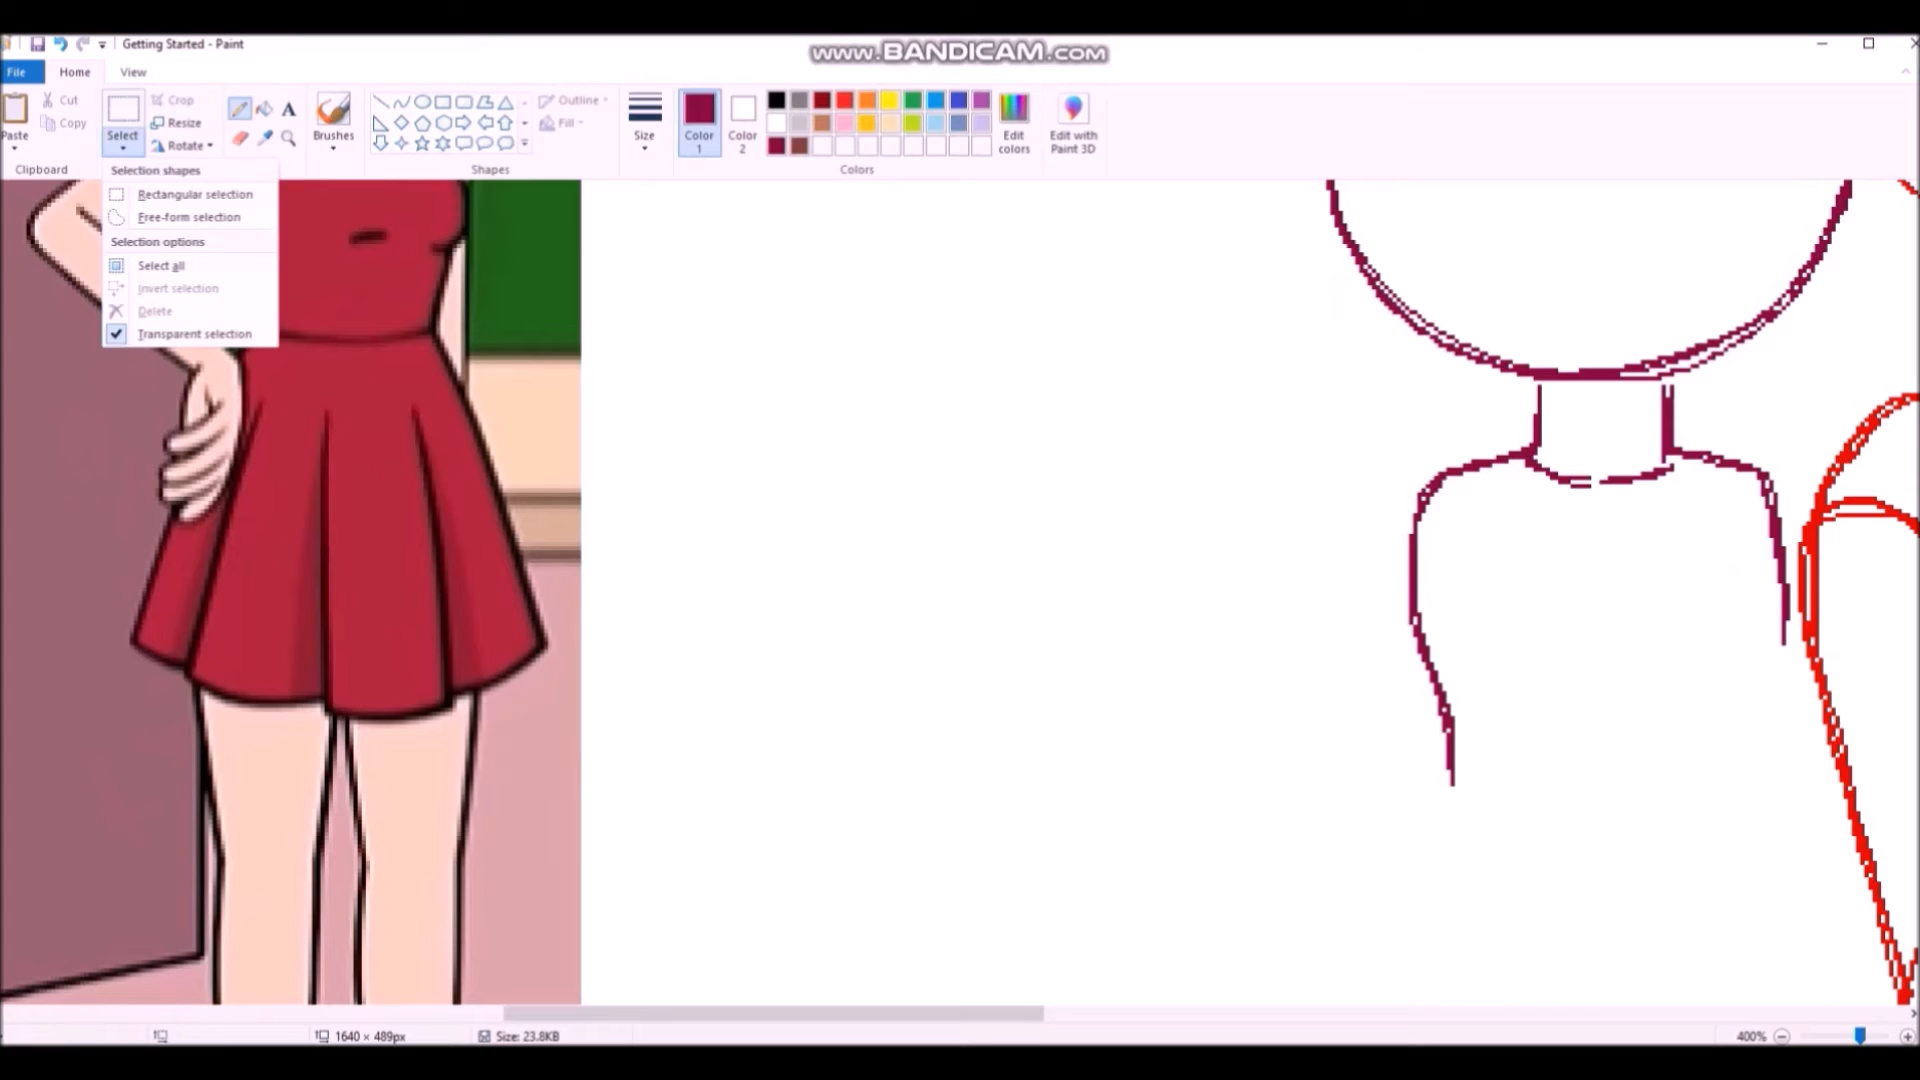 Getting Started - Paint
www.BANDICAM.com
File
Home
View
Paste
Cut
Copy
Clipboard
Select
Crop
Resize
Rotate
Brushes
Shapes
Outline
Fill
Size
Color
1
Color
2
Edit
colors
Edit with
Paint 3D
Colors
Selection shapes
Rectangular selection
Free-form selection
Selection options
Select all
Invert selection
Delete
Transparent selection
1640 × 489px
Size: 23.8KB
400%